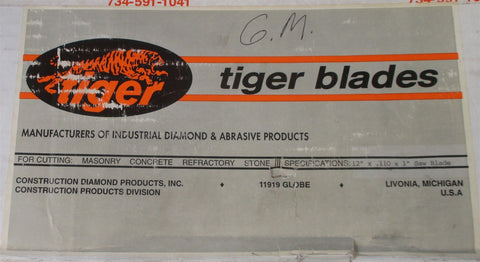 734-591-1041
G.M.
tiger
tiger blades
MANUFACTURERS OF INDUSTRIAL DIAMOND & ABRASIVE PRODUCTS
FOR CUTTING: MASONRY CONCRETE REFRACTORY STONE SPECIFICATIONS: 12" x .110 x 1" Saw Blade
CONSTRUCTION DIAMOND PRODUCTS, INC. ♦ 11919 GLOBE ♦ LIVONIA, MICHIGAN
CONSTRUCTION PRODUCTS DIVISION U.S.A